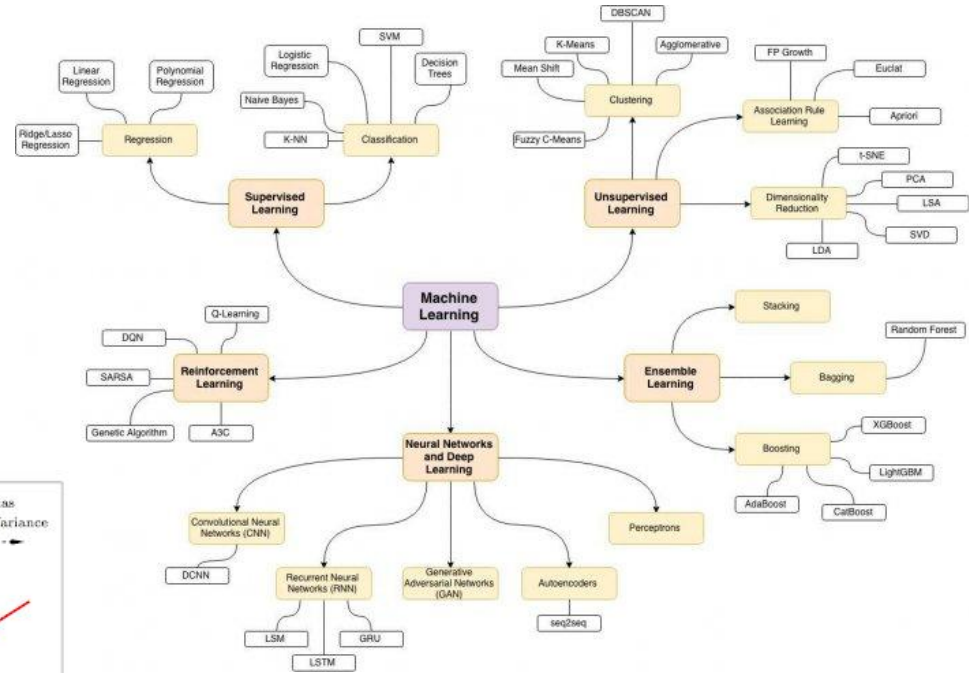 DBSCAN
SVM
K-Means
Agglomerative
FP Growth
Logistic
Regression
Linear
Regression
Polynomial
Regression
Decision
Trees
Mean Shift
Euclat
Naive Bayes
Clustering
Association Rule
Learning
Apriori
Ridge/Lasso
Regression
Regression
K-NN
Classification
Fuzzy C-Means
t-SNE
PCA
Supervised
Learning
Unsupervised
Learning
Dimensionality
Reduction
LSA
SVD
LDA
Machine
Learning
Stacking
Q-Learning
DQN
Random Forest
Reinforcement
Learning
SARSA
Ensemble
Learning
Bagging
Genetic Algorithm
A3C
XGBoost
Neural Networks
and Deep
Learning
Boosting
LightGBM
AdaBoost
CatBoost
as
Variance
Convolutional Neural
Networks (CNN)
Perceptrons
DCNN
Recurrent Neural
Networks (RNN)
Generative
Adversarial Networks
(GAN)
Autoencoders
LSM
GRU
seq2seq
LSTM